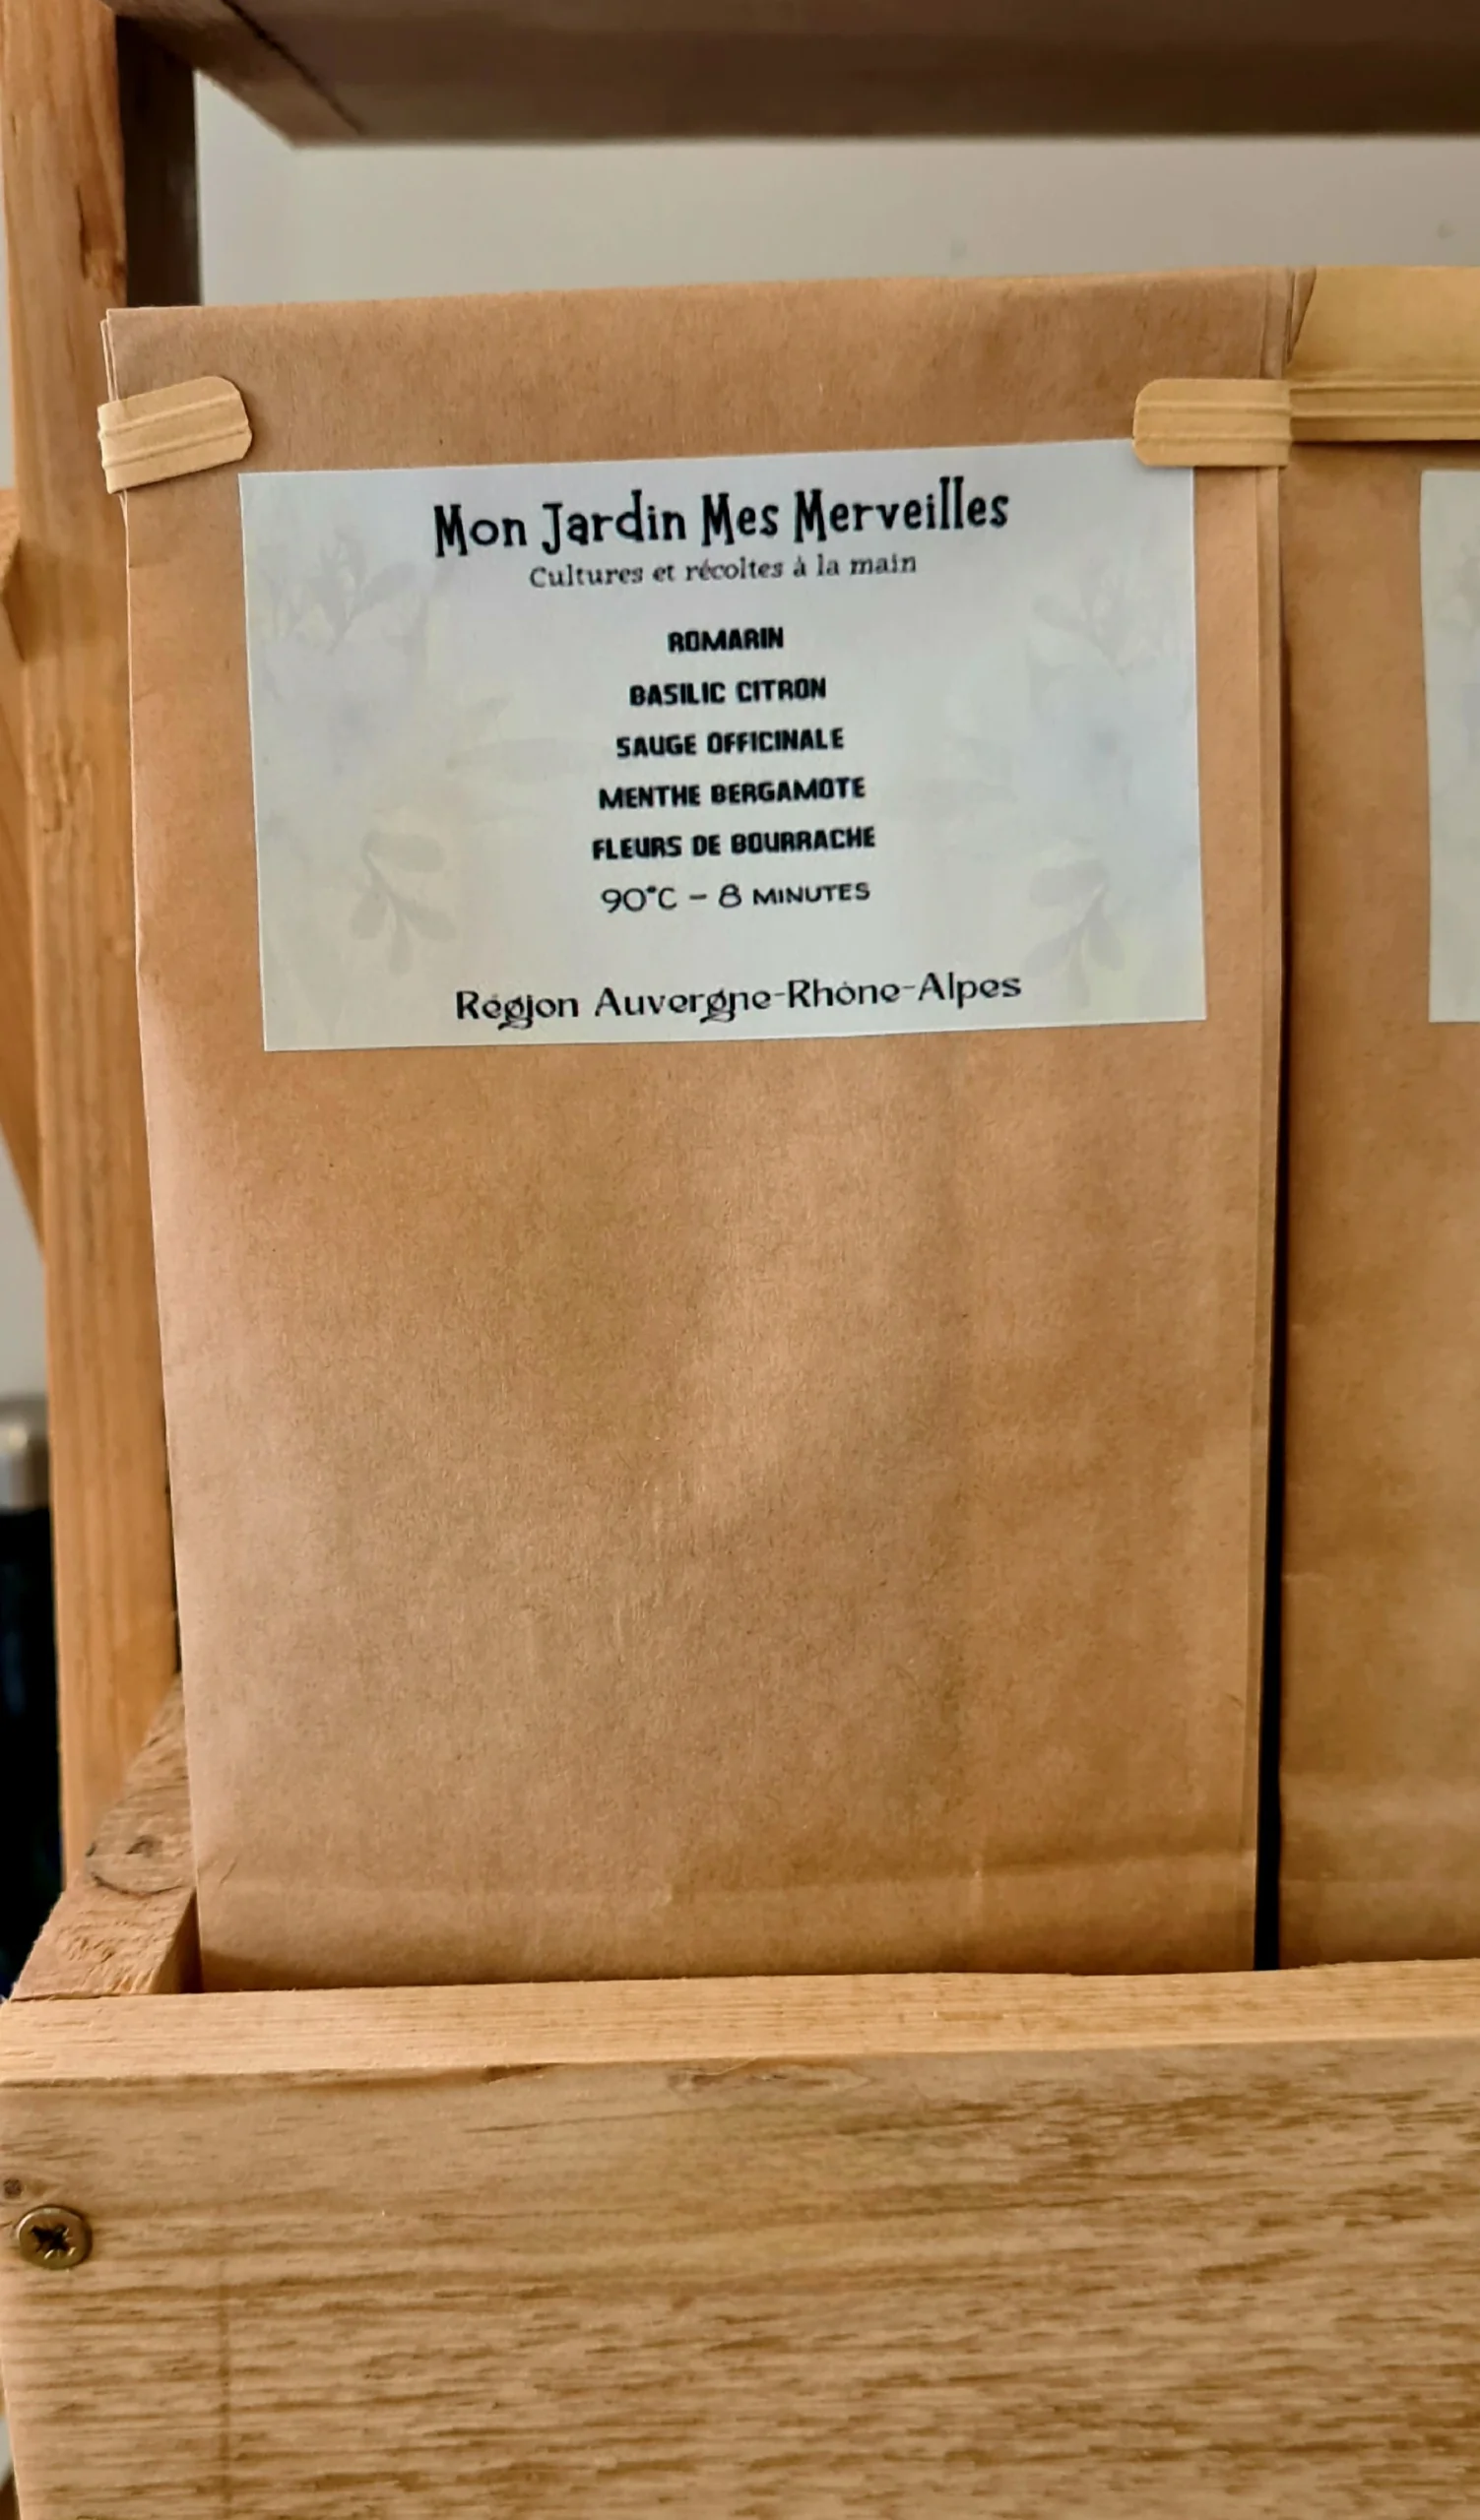 Mon Jardin Mes Merveilles
Cultures et récoltes à la main
ROMARIN
BASILIC CITRON
SAUGE OFFICINALE
MENTHE BERGAMOTE
FLEURS DE BOURRACHE
90°C – 8 MINUTES
Région Auvergne-Rhône-Alpes